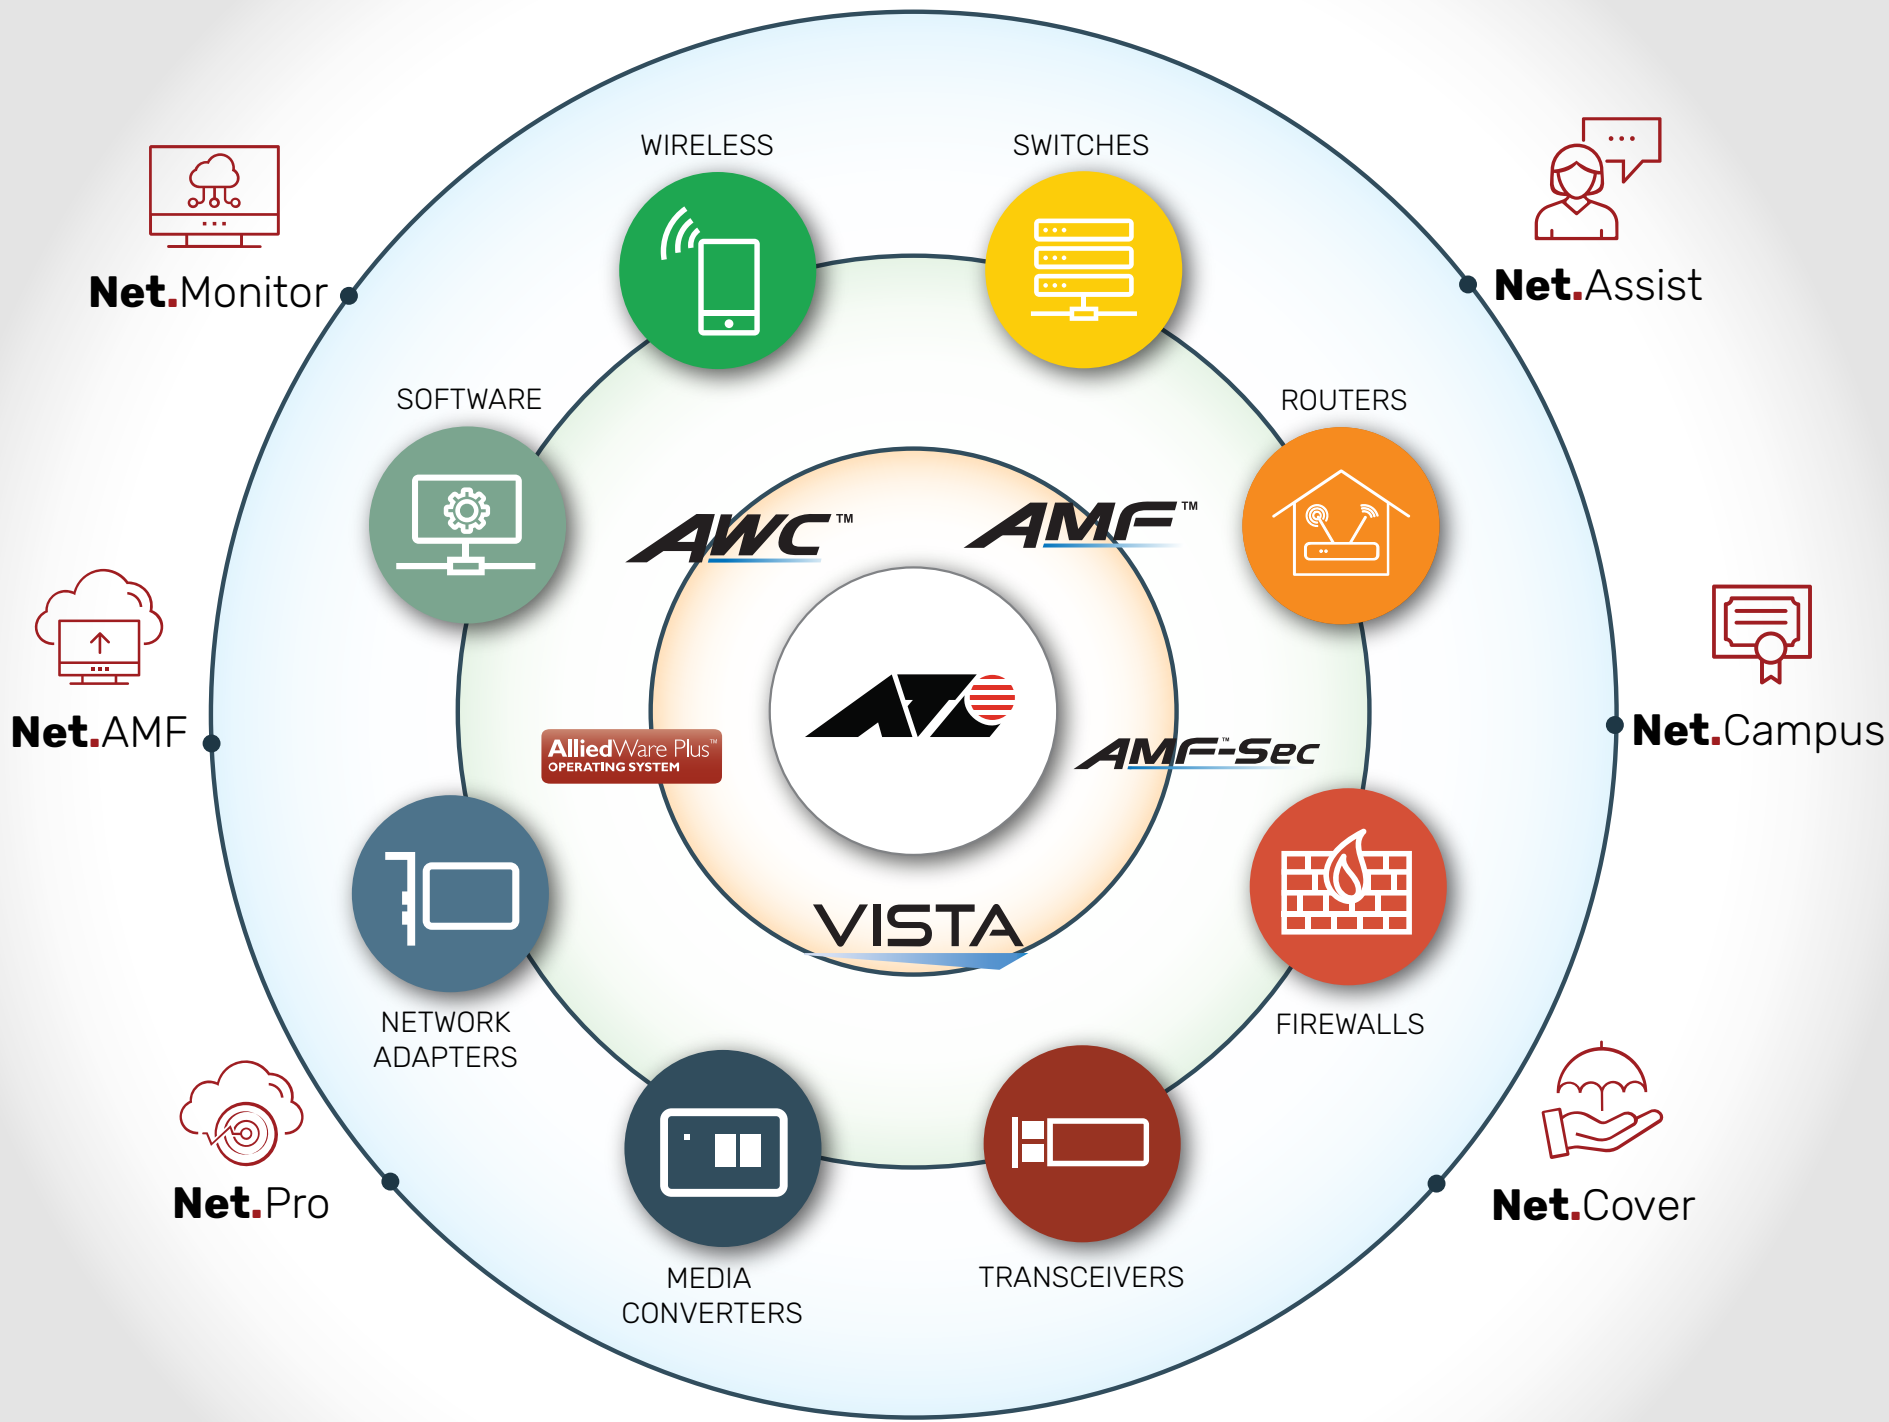 WIRELESS
SWITCHES
Net.Monitor
Net.Assist
SOFTWARE
ROUTERS
AWC™
AMF™
Net.AMF
AlliedWare Plus™
OPERATING SYSTEM
AMF™-Sec
Net.Campus
VISTA
NETWORK
ADAPTERS
FIREWALLS
Net.Pro
Net.Cover
MEDIA
CONVERTERS
TRANSCEIVERS